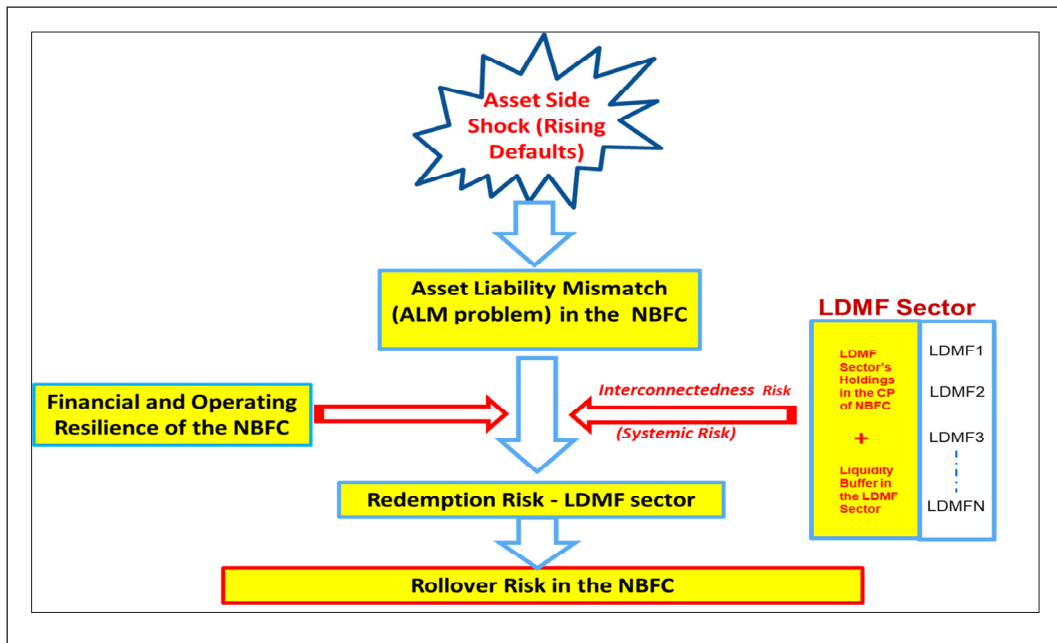 Asset Side
Shock (Rising
Defaults)
Asset Liability Mismatch
(ALM problem) in the NBFC
Financial and Operating
Resilience of the NBFC
Interconnectedness Risk
(Systemic Risk)
LDMF Sector
LDMF
Sector's
Holdings
in the CP
of NBFC
+
Liquidity
Buffer in
the LDMF
Sector
LDMF1
LDMF2
LDMF3
LDMFN
Redemption Risk - LDMF sector
Rollover Risk in the NBFC